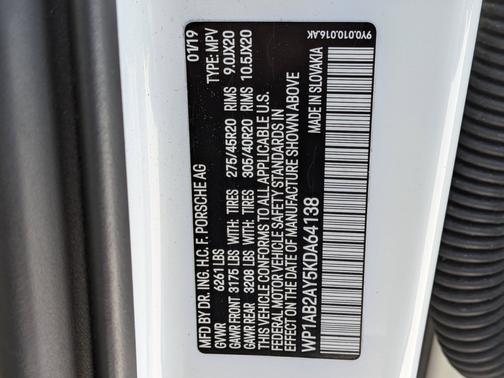 MFD BY DR. ING. H.C. F. PORSCHE AG 01/19
GVWR 6261 LBS TYPE: MPV
GAWR FRONT 3175 LBS WITH: TIRES 275/45R20 RIMS 9.0JX20
GAWR REAR 3208 LBS WITH: TIRES 305/40R20 RIMS 10.5JX20
THIS VEHICLE CONFORMS TO ALL APPLICABLE U.S.
FEDERAL MOTOR VEHICLE SAFETY STANDARDS IN
EFFECT ON THE DATE OF MANUFACTURE SHOWN ABOVE
WP1AB2AY5KDA64138 MADE IN SLOVAKIA
9Y0.010.016.AK